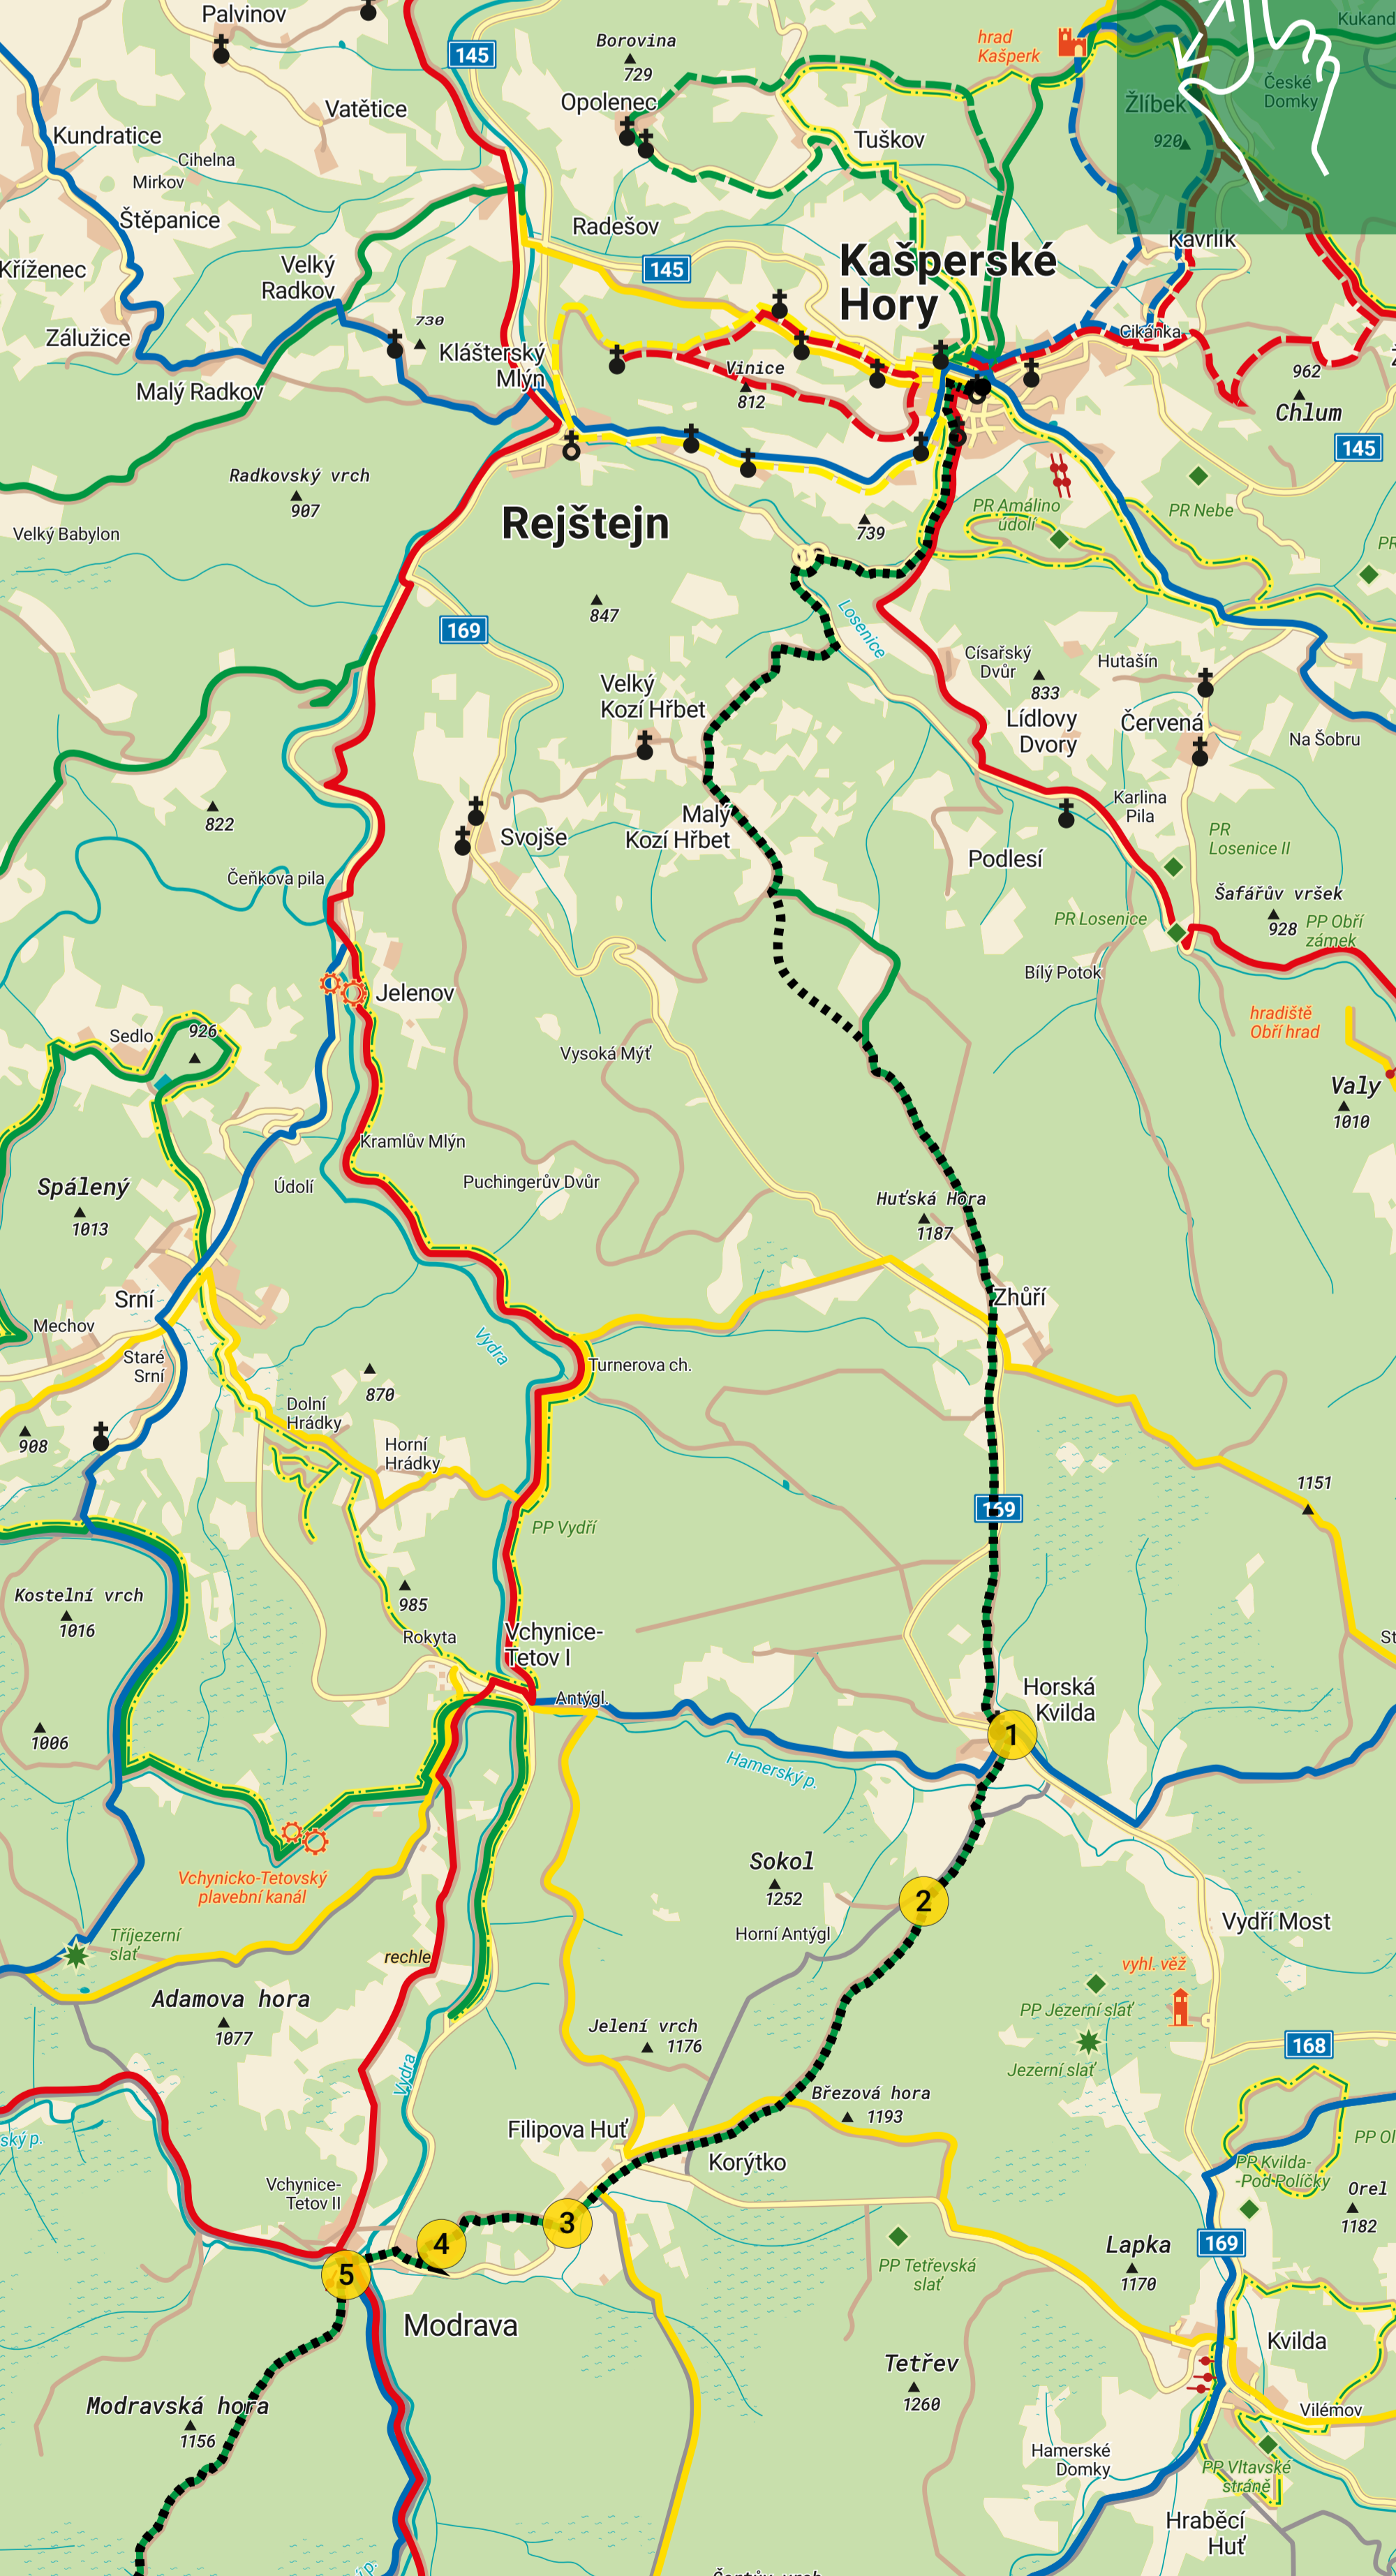 Palvinov
145
Borovina
729
hrad
Kašperk
Kukand
Vatětice
Opolenec
České
Domky
Žlíbek
920
Kundratice
Cihelna
Mirkov
Tuškov
Štěpanice
Radešov
Kavrlík
Kříženec
Velký
Radkov
145
Kašperské
Hory
Zálužice
730
Klášterský
Mlýn
Cikánka
Malý Radkov
Vinice
812
962
Chlum
145
Radkovský vrch
907
Velký Babylon
Rejštejn
739
PR Amálino
údolí
PR Nebe
PR
169
847
Losenice
Císařský
Dvůr
833
Hutašín
Velký
Kozí Hřbet
Lídlovy
Dvory
Červená
Na Šobru
822
Svojše
Malý
Kozí Hřbet
Karlina
Pila
PR
Losenice II
Podlesí
Čeňkova pila
Šafářův vršek
928
PR Losenice
PP Obří
zámek
Jelenov
Bílý Potok
Sedlo
926
Vysoká Mýť
hradiště
Obří hrad
Valy
1010
Kramlův Mlýn
Spálený
1013
Údolí
Puchingerův Dvůr
Huťská Hora
1187
Srní
Mechov
Staré
Srní
Zhůří
Vydra
Turnerova ch.
870
Dolní
Hrádky
908
Horní
Hrádky
1151
169
PP Vydří
Kostelní vrch
1016
985
Rokyta
Vchynice-
Tetov I
St
Antýgl.
Horská
Kvilda
1006
1
Hamerský p.
Sokol
1252
2
Vchynicko-Tetovský
plavební kanál
Horní Antýgl
Vydří Most
Tříjezerní
slať
rechle
vyhl. věž
Adamova hora
1077
PP Jezerní slať
Jelení vrch
1176
168
Jezerní slať
Vydra
Březová hora
1193
Filipova Huť
ský p.
Korýtko
PP Ol
PP Kvilda-
-Pod Políčky
Vchynice-
Tetov II
Orel
1182
3
4
5
169
Lapka
1170
PP Tetřevská
slať
Modrava
Kvilda
Tetřev
1260
Modravská hora
1156
Vilémov
Hamerské
Domky
PP Vltavské
stráně
Hraběcí
Huť
p.
Čertův vrch